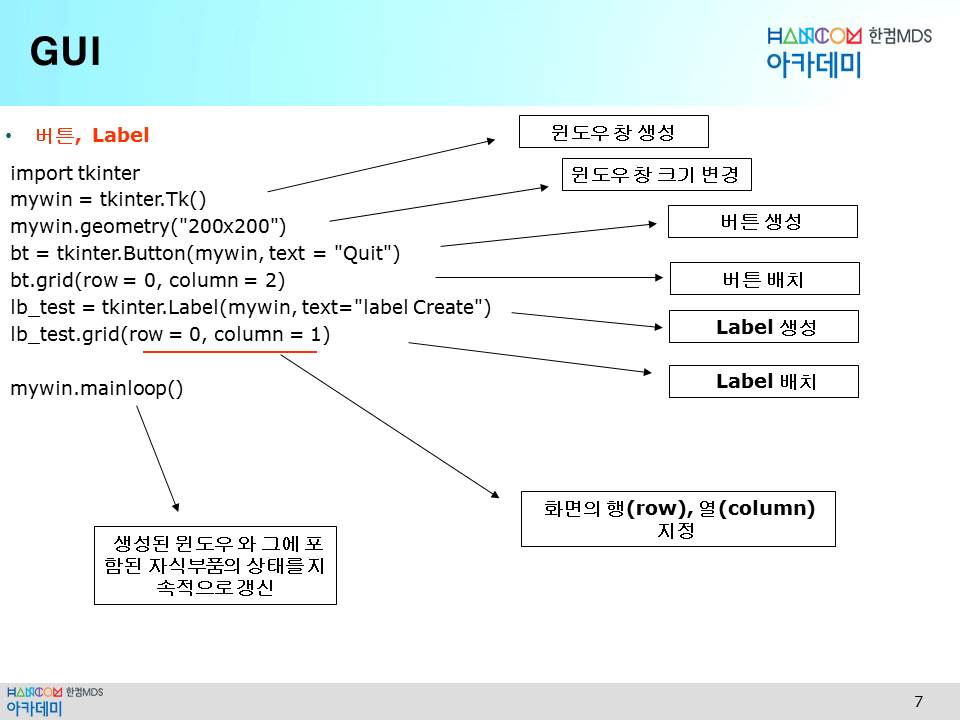 GUI
HANCOM 한컴MDS
아카데미
• 버튼, Label
import tkinter
mywin = tkinter.Tk()
mywin.geometry("200x200")
bt = tkinter.Button(mywin, text = "Quit")
bt.grid(row = 0, column = 2)
lb_test = tkinter.Label(mywin, text="label Create")
lb_test.grid(row = 0, column = 1)
mywin.mainloop()
윈도우 창 생성
윈도우 창 크기 변경
버튼 생성
버튼 배치
Label 생성
Label 배치
화면의 행(row), 열(column)
지정
생성된 윈도우 와 그에 포
함된 자식부품의 상태를 지
속적으로 갱신
HANCOM 한컴MDS
아카데미
7